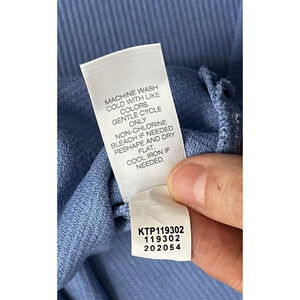 MACHINE WASH
COLD WITH LIKE
COLORS.
GENTLE CYCLE
ONLY
NON-CHLORINE
BLEACH IF NEEDED.
RESHAPE AND DRY
FLAT.
COOL IRON IF
NEEDED.
KTP119302
119302
202054